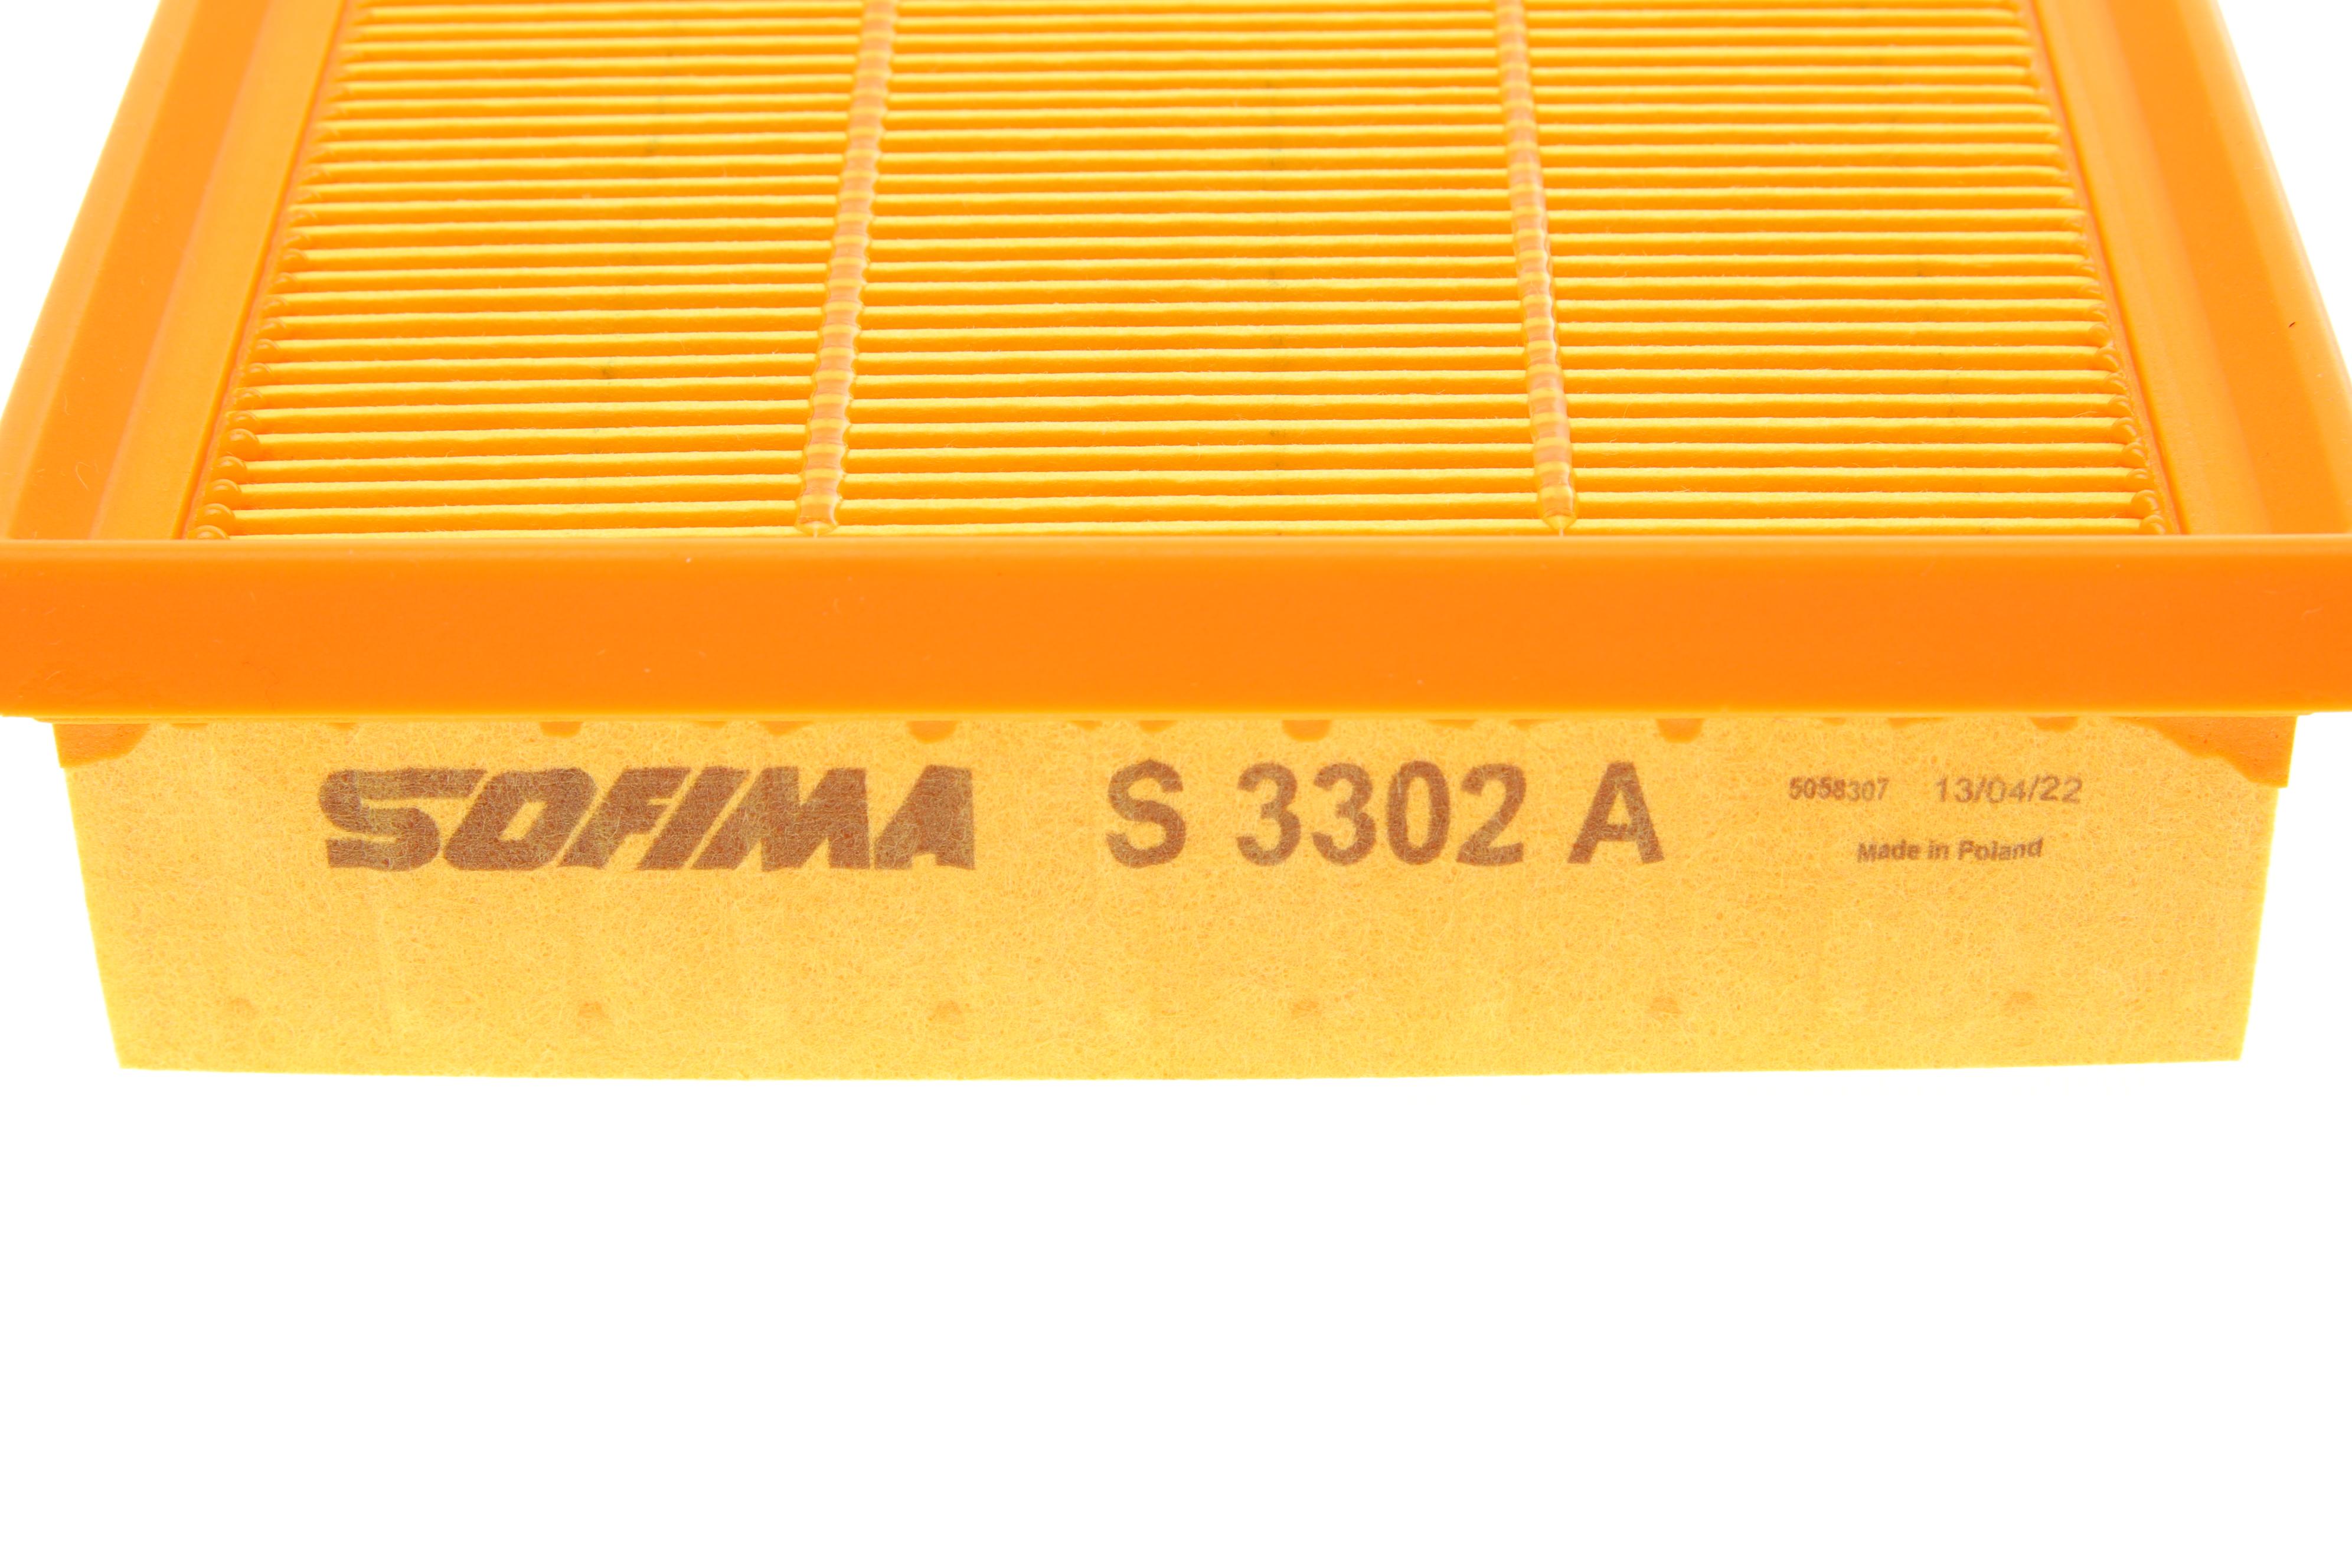 SOFIMA S 3302 A 5058307 13/04/22
Made in Poland